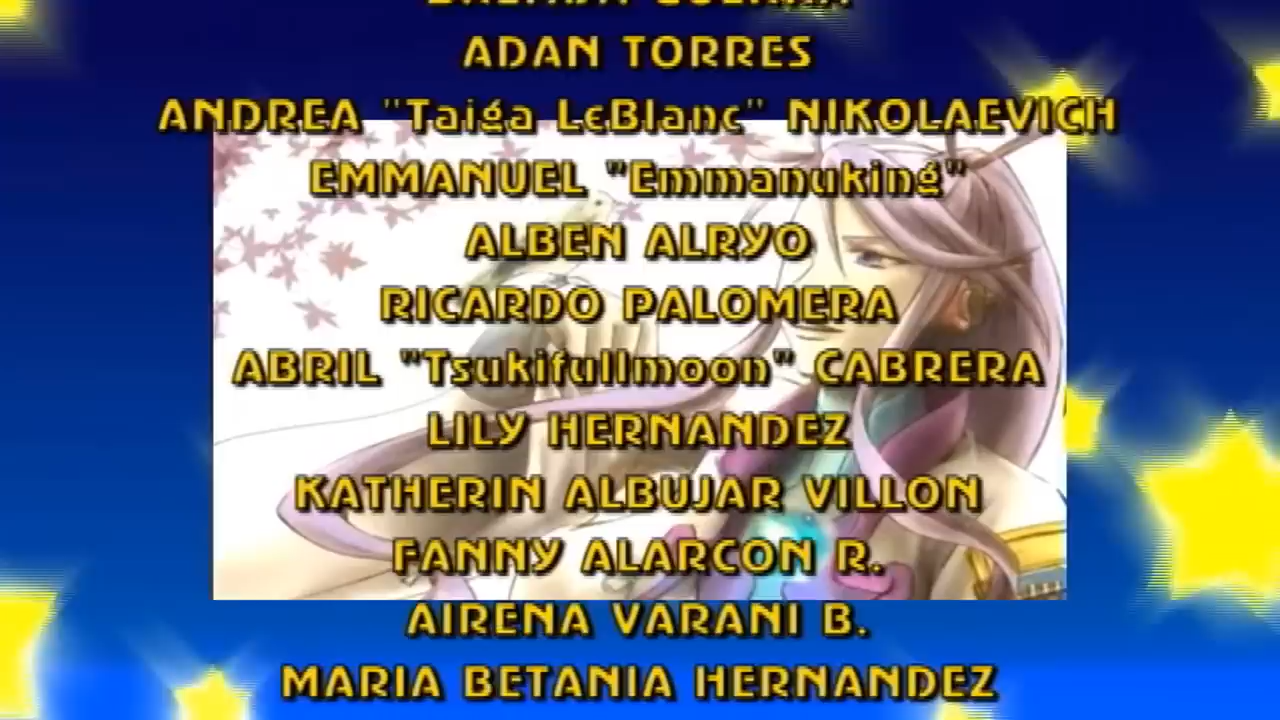 ADAN TORRES
ANDREA "Taiga LeBlanc" NIKOLAEVICH
EMMANUEL "Emmanuking"
ALBEN ALRYO
RICARDO PALOMERA
ABRIL "Tsukifullmoon" CABRERA
LILY HERNANDEZ
KATHERIN ALBUJAR VILLON
FANNY ALARCON R.
AIRENA VARANI B.
MARIA BETANIA HERNANDEZ